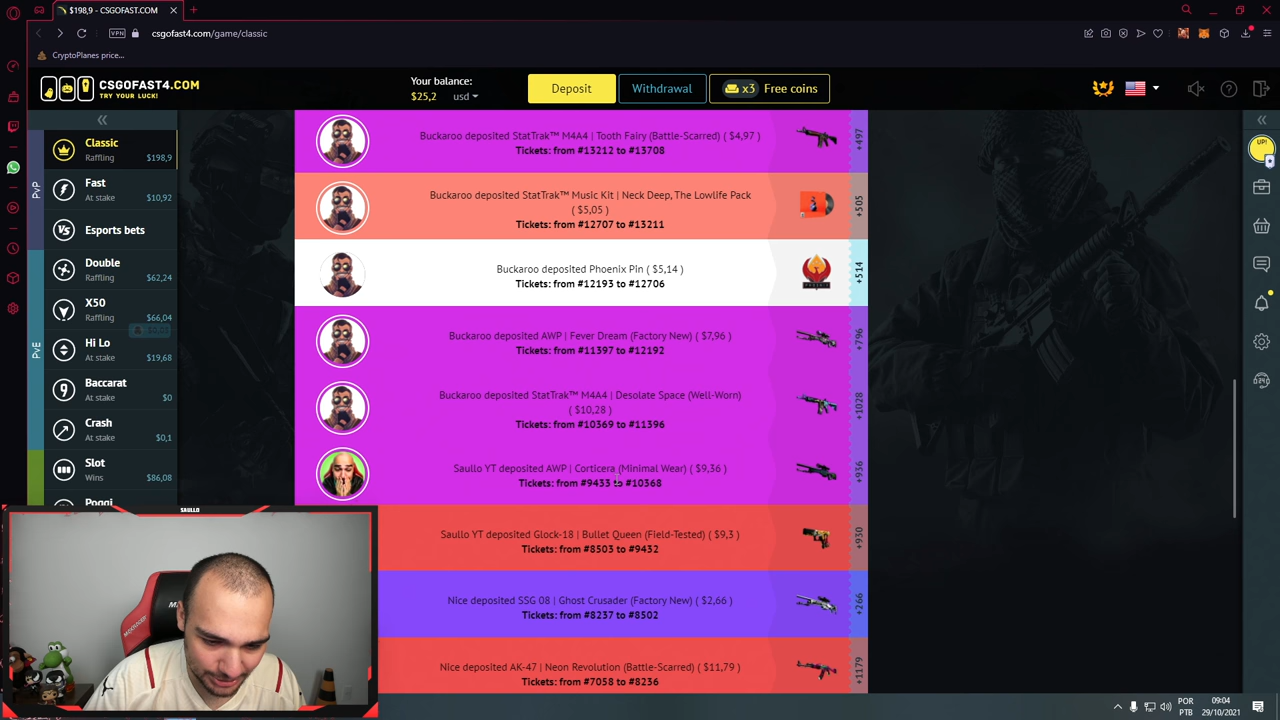 $198,9 - CSGOFAST.COM
VPN
csgofast4.com/game/classic
CryptoPlanes ...
CSGOFAST4.COM
TRY YOUR LUCK!
Your balance:
$25,2 usd
Deposit
Withdrawal
x3 Free coins
PvP
PvE
Classic
Raffling $198,9
Fast
At stake $10,92
VS Esports bets
Double
Raffling $62,24
X50
Raffling $66,04
Hi Lo
At stake $19,68
Baccarat
At stake $0
Crash
At stake $0,1
Slot
Wins $86,08
Poggi
Buckaroo deposited StatTrak™ M4A4 | Tooth Fairy (Battle-Scarred) ( $4,97 )
Tickets: from #13212 to #13708
+497
Buckaroo deposited StatTrak™ Music Kit | Neck Deep, The Lowlife Pack
( $5,05 )
Tickets: from #12707 to #13211
+505
Buckaroo deposited Phoenix Pin ( $5,14 )
Tickets: from #12193 to #12706
+514
Buckaroo deposited AWP | Fever Dream (Factory New) ( $7,96 )
Tickets: from #11397 to #12192
+796
Buckaroo deposited StatTrak™ M4A4 | Desolate Space (Well-Worn)
( $10,28 )
Tickets: from #10369 to #11396
+1028
Saullo YT deposited AWP | Corticera (Minimal Wear) ( $9,36 )
Tickets: from #9433 to #10368
+936
Saullo YT deposited Glock-18 | Bullet Queen (Field-Tested) ( $9,3 )
Tickets: from #8503 to #9432
+930
Nice deposited SSG 08 | Ghost Crusader (Factory New) ( $2,66 )
Tickets: from #8237 to #8502
+266
Nice deposited AK-47 | Neon Revolution (Battle-Scarred) ( $11,79 )
Tickets: from #7058 to #8236
+1179
UP!
SAULLO
POR
PTB
09:04
29/10/2021